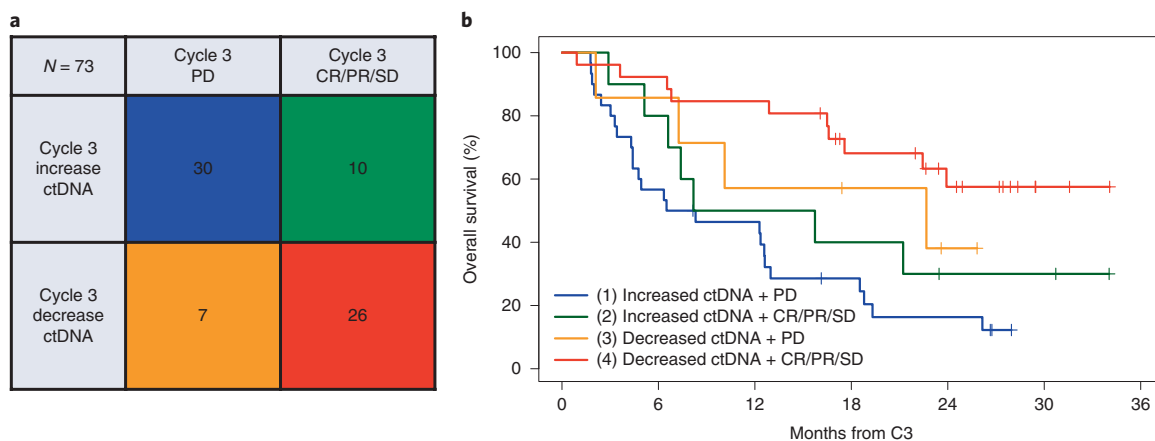 a
N = 73
Cycle 3
PD
Cycle 3
CR/PR/SD
Cycle 3
increase
ctDNA
30
10
Cycle 3
decrease
ctDNA
7
26
b
Overall survival (%)
100
80
60
40
20
0
(1) Increased ctDNA + PD
(2) Increased ctDNA + CR/PR/SD
(3) Decreased ctDNA + PD
(4) Decreased ctDNA + CR/PR/SD
0 6 12 18 24 30 36
Months from C3